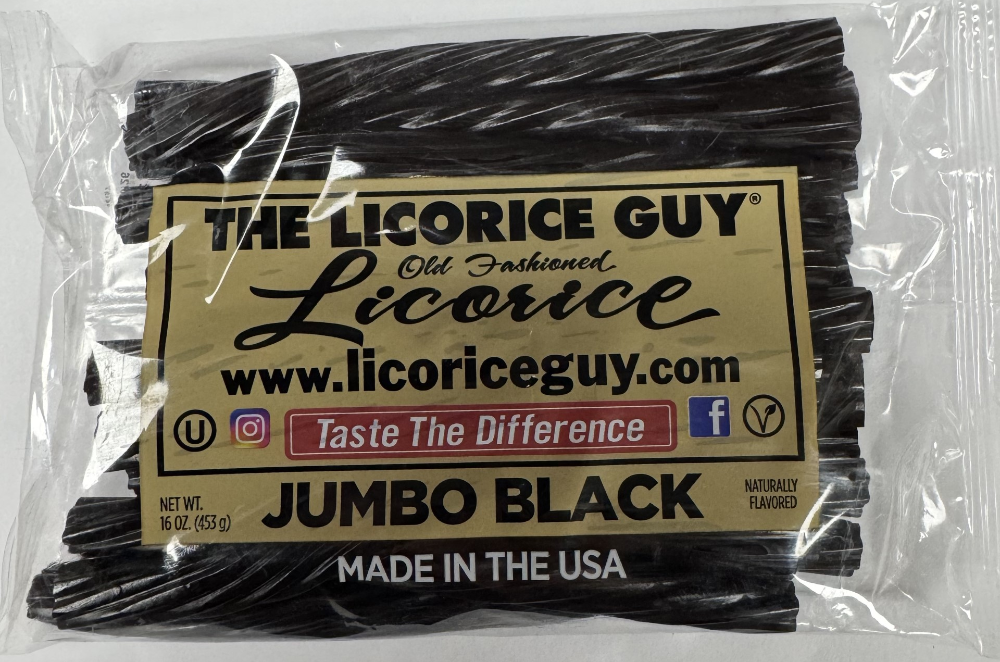 THE LICORICE GUY®
Old Fashioned
Licorice
www.licoriceguy.com
U
f
Taste The Difference
V
JUMBO BLACK
NET WT.
16 OZ. (453 g)
NATURALLY
FLAVORED
MADE IN THE USA